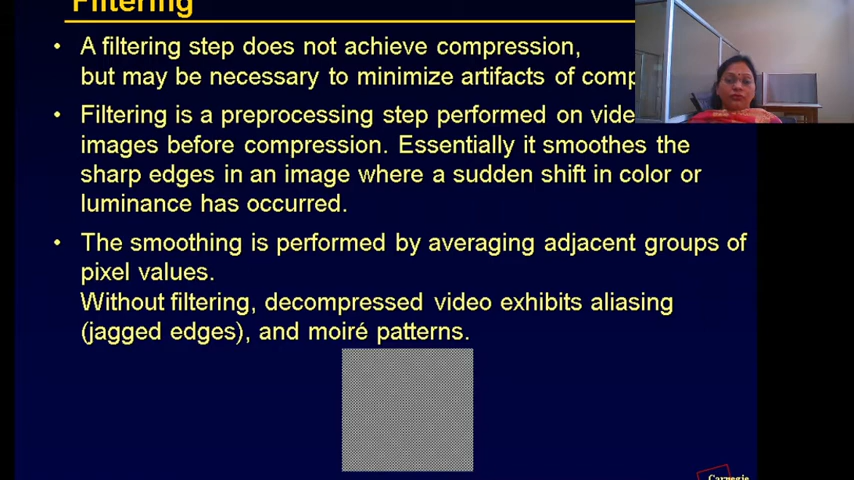 Filtering
• A filtering step does not achieve compression,
but may be necessary to minimize artifacts of comp
• Filtering is a preprocessing step performed on vide
images before compression. Essentially it smoothes the
sharp edges in an image where a sudden shift in color or
luminance has occurred.
• The smoothing is performed by averaging adjacent groups of
pixel values.
Without filtering, decompressed video exhibits aliasing
(jagged edges), and moiré patterns.
Carnegie